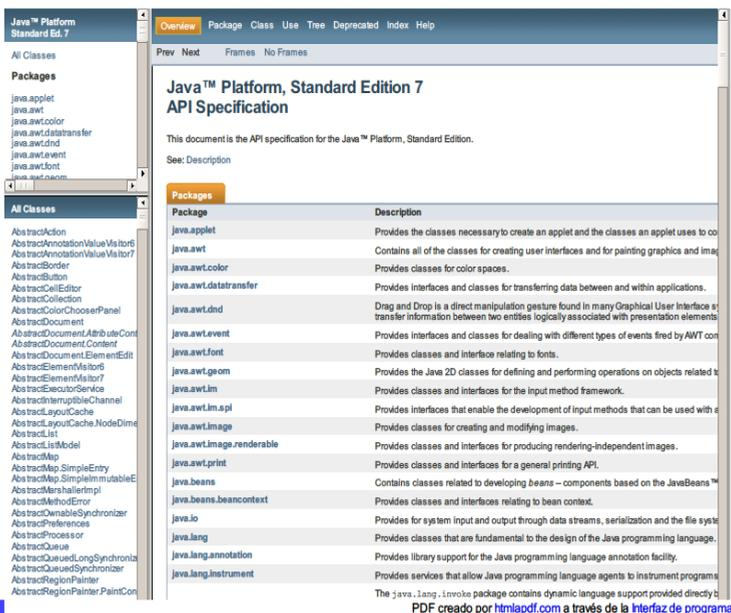 Java™ Platform
Standard Ed. 7
All Classes
Packages
java.applet
java.awt
java.awt.color
java.awt.datatransfer
java.awt.dnd
java.awt.event
java.awt.font
java.awt.geom
All Classes
AbstractAction
AbstractAnnotationValueVisitor6
AbstractAnnotationValueVisitor7
AbstractBorder
AbstractButton
AbstractCellEditor
AbstractCollection
AbstractColorChooserPanel
AbstractDocument
AbstractDocument.AttributeCont
AbstractDocument.Content
AbstractDocument.ElementEdit
AbstractElementVisitor6
AbstractElementVisitor7
AbstractExecutorService
AbstractInterruptibleChannel
AbstractLayoutCache
AbstractLayoutCache.NodeDime
AbstractList
AbstractListModel
AbstractMap
AbstractMap.SimpleEntry
AbstractMap.SimpleImmutableE
AbstractMarshallerImpl
AbstractMethodError
AbstractOwnableSynchronizer
AbstractPreferences
AbstractProcessor
AbstractQueue
AbstractQueuedLongSynchroniz
AbstractQueuedSynchronizer
AbstractRegionPainter
AbstractRegionPainter.PaintCon
Overview Package Class Use Tree Deprecated Index Help
Prev Next Frames No Frames
Java™ Platform, Standard Edition 7
API Specification
This document is the API specification for the Java™ Platform, Standard Edition.
See: Description
Packages
Package Description
java.applet Provides the classes necessary to create an applet and the classes an applet uses to co
java.awt Contains all of the classes for creating user interfaces and for painting graphics and imag
java.awt.color Provides classes for color spaces.
java.awt.datatransfer Provides interfaces and classes for transferring data between and within applications.
java.awt.dnd Drag and Drop is a direct manipulation gesture found in many Graphical User Interface sy
transfer information between two entities logically associated with presentation elements
java.awt.event Provides interfaces and classes for dealing with different types of events fired by AWT com
java.awt.font Provides classes and interface relating to fonts.
java.awt.geom Provides the Java 2D classes for defining and performing operations on objects related t
java.awt.im Provides classes and interfaces for the input method framework.
java.awt.im.spi Provides interfaces that enable the development of input methods that can be used with a
java.awt.image Provides classes for creating and modifying images.
java.awt.image.renderable Provides classes and interfaces for producing rendering-independent images.
java.awt.print Provides classes and interfaces for a general printing API.
java.beans Contains classes related to developing beans – components based on the JavaBeans™
java.beans.beancontext Provides classes and interfaces relating to bean context.
java.io Provides for system input and output through data streams, serialization and the file syste
java.lang Provides classes that are fundamental to the design of the Java programming language.
java.lang.annotation Provides library support for the Java programming language annotation facility.
java.lang.instrument Provides services that allow Java programming language agents to instrument programs
The java.lang.invoke package contains dynamic language support provided directly b
PDF creado por htmlapdf.com a través de la Interfaz de programa